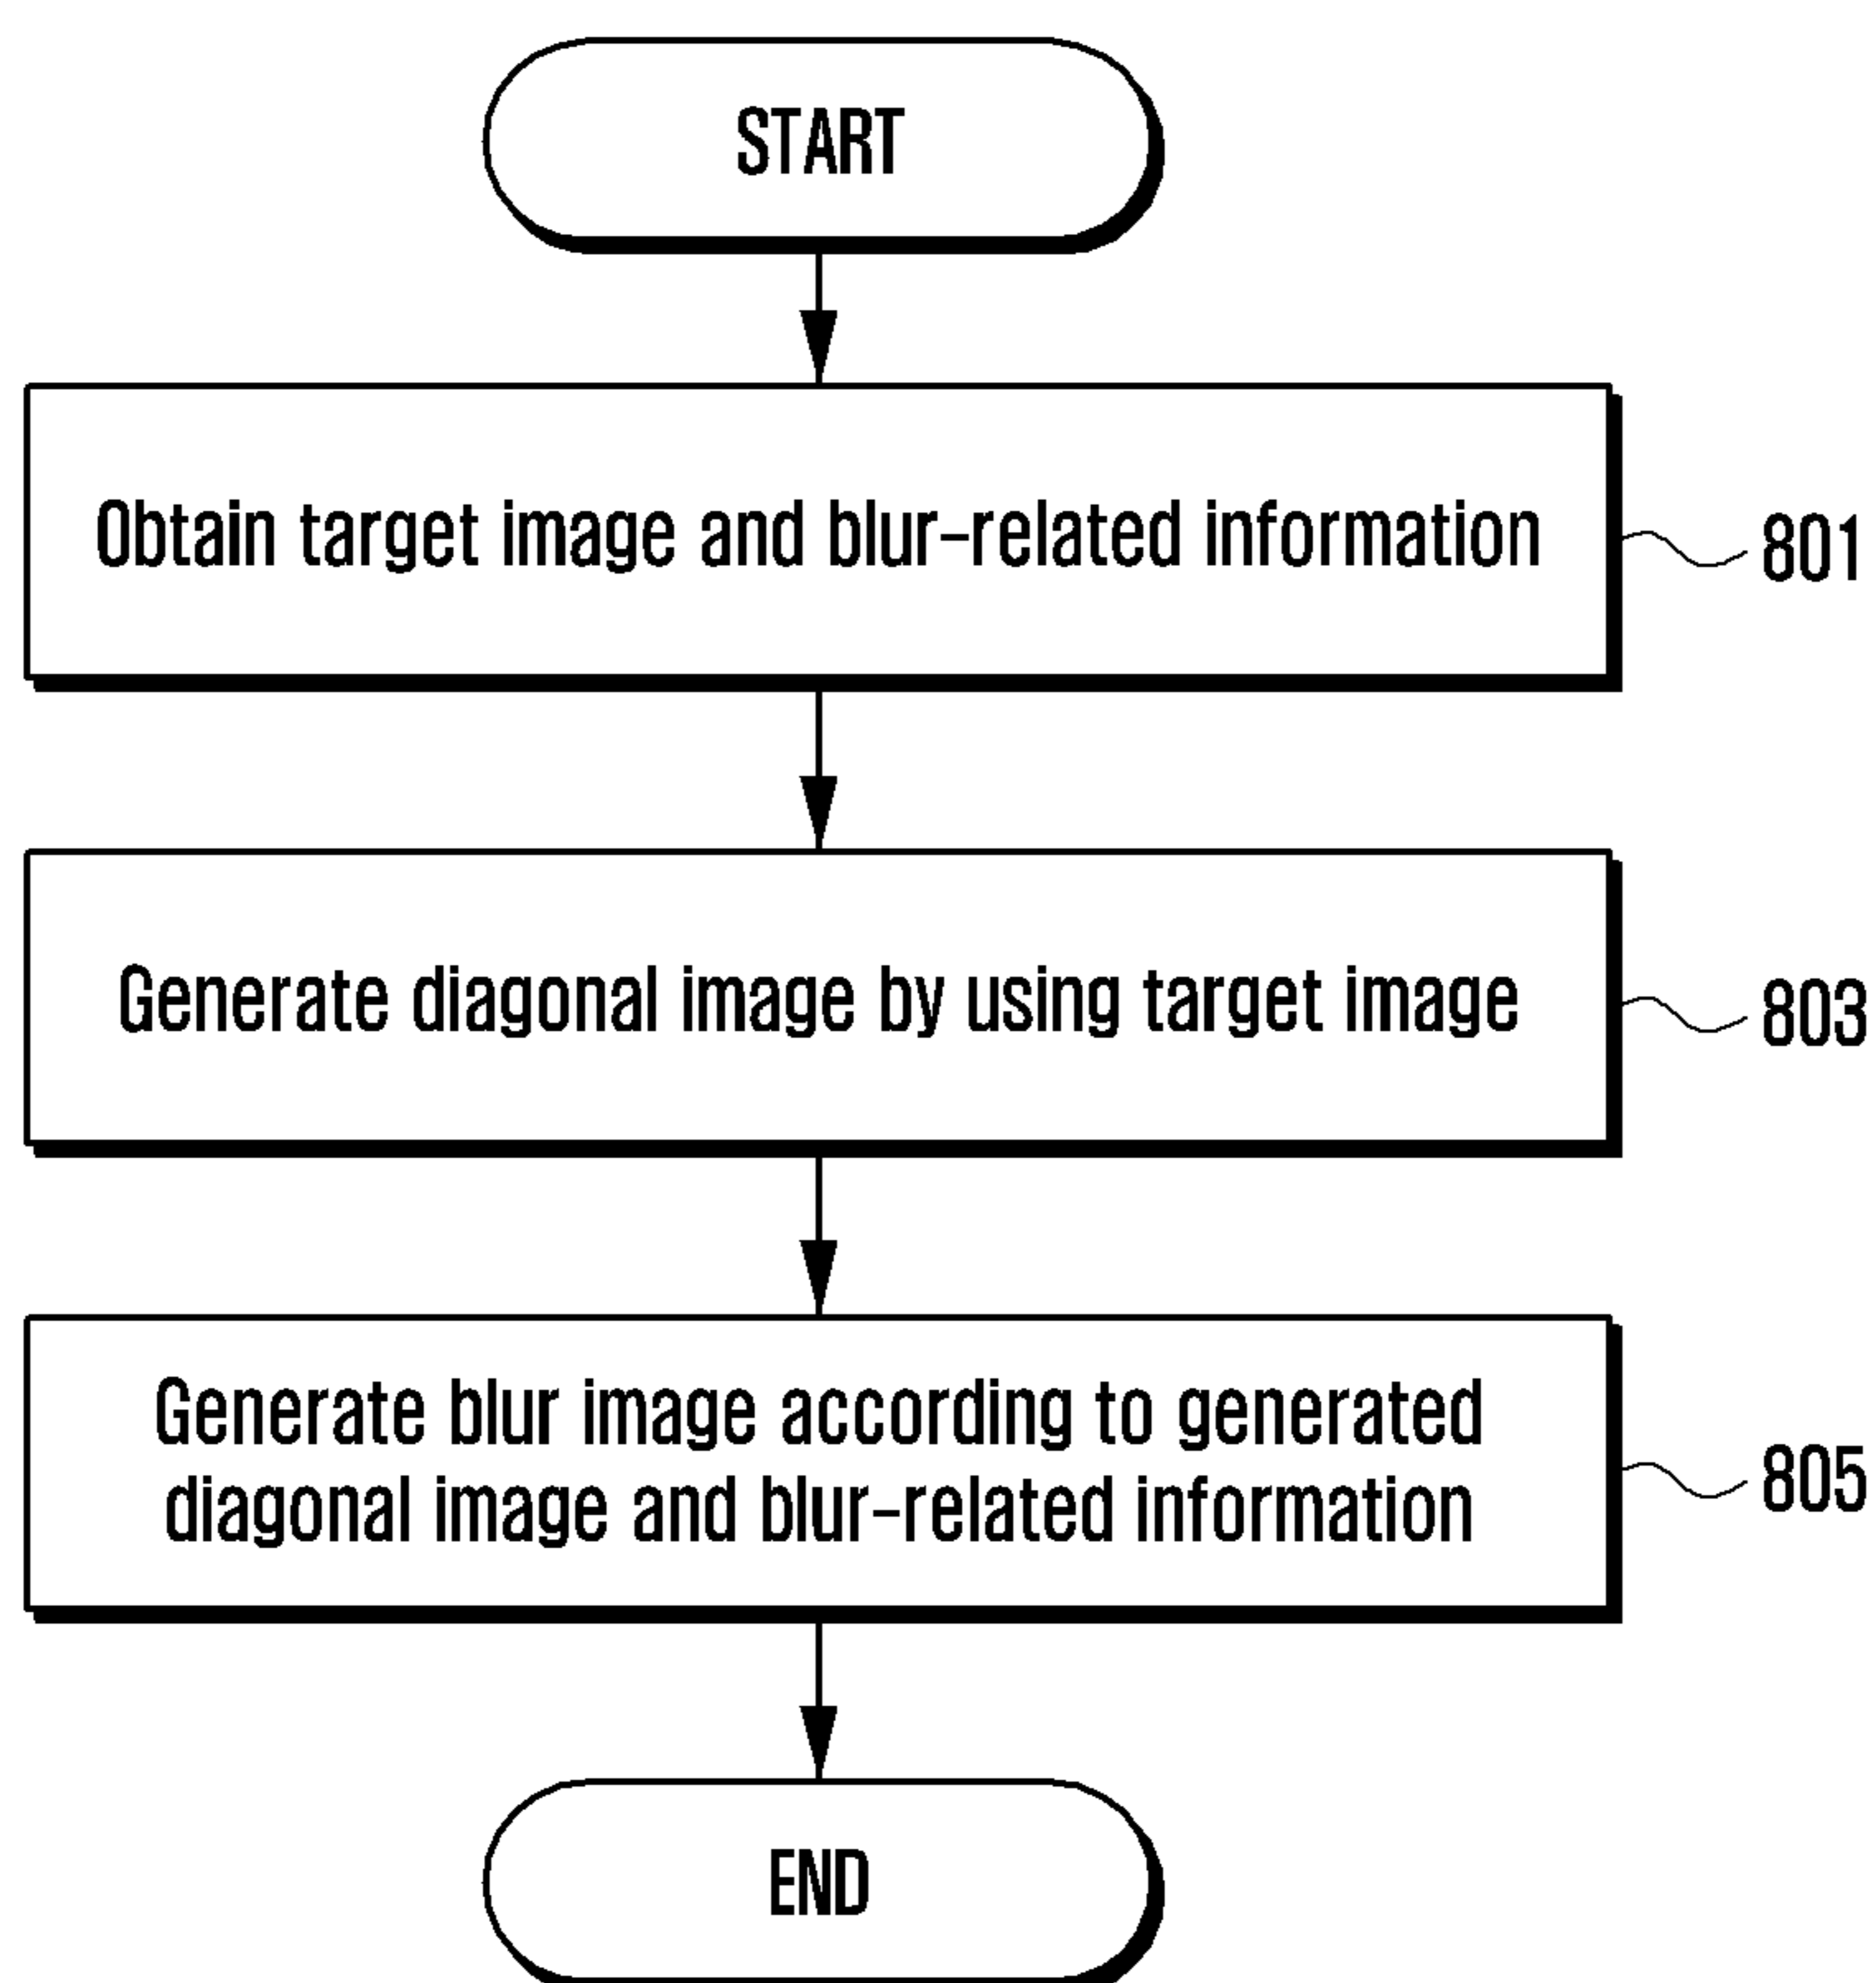 START
Obtain target image and blur-related information
801
Generate diagonal image by using target image
803
Generate blur image according to generated
diagonal image and blur-related information
805
END